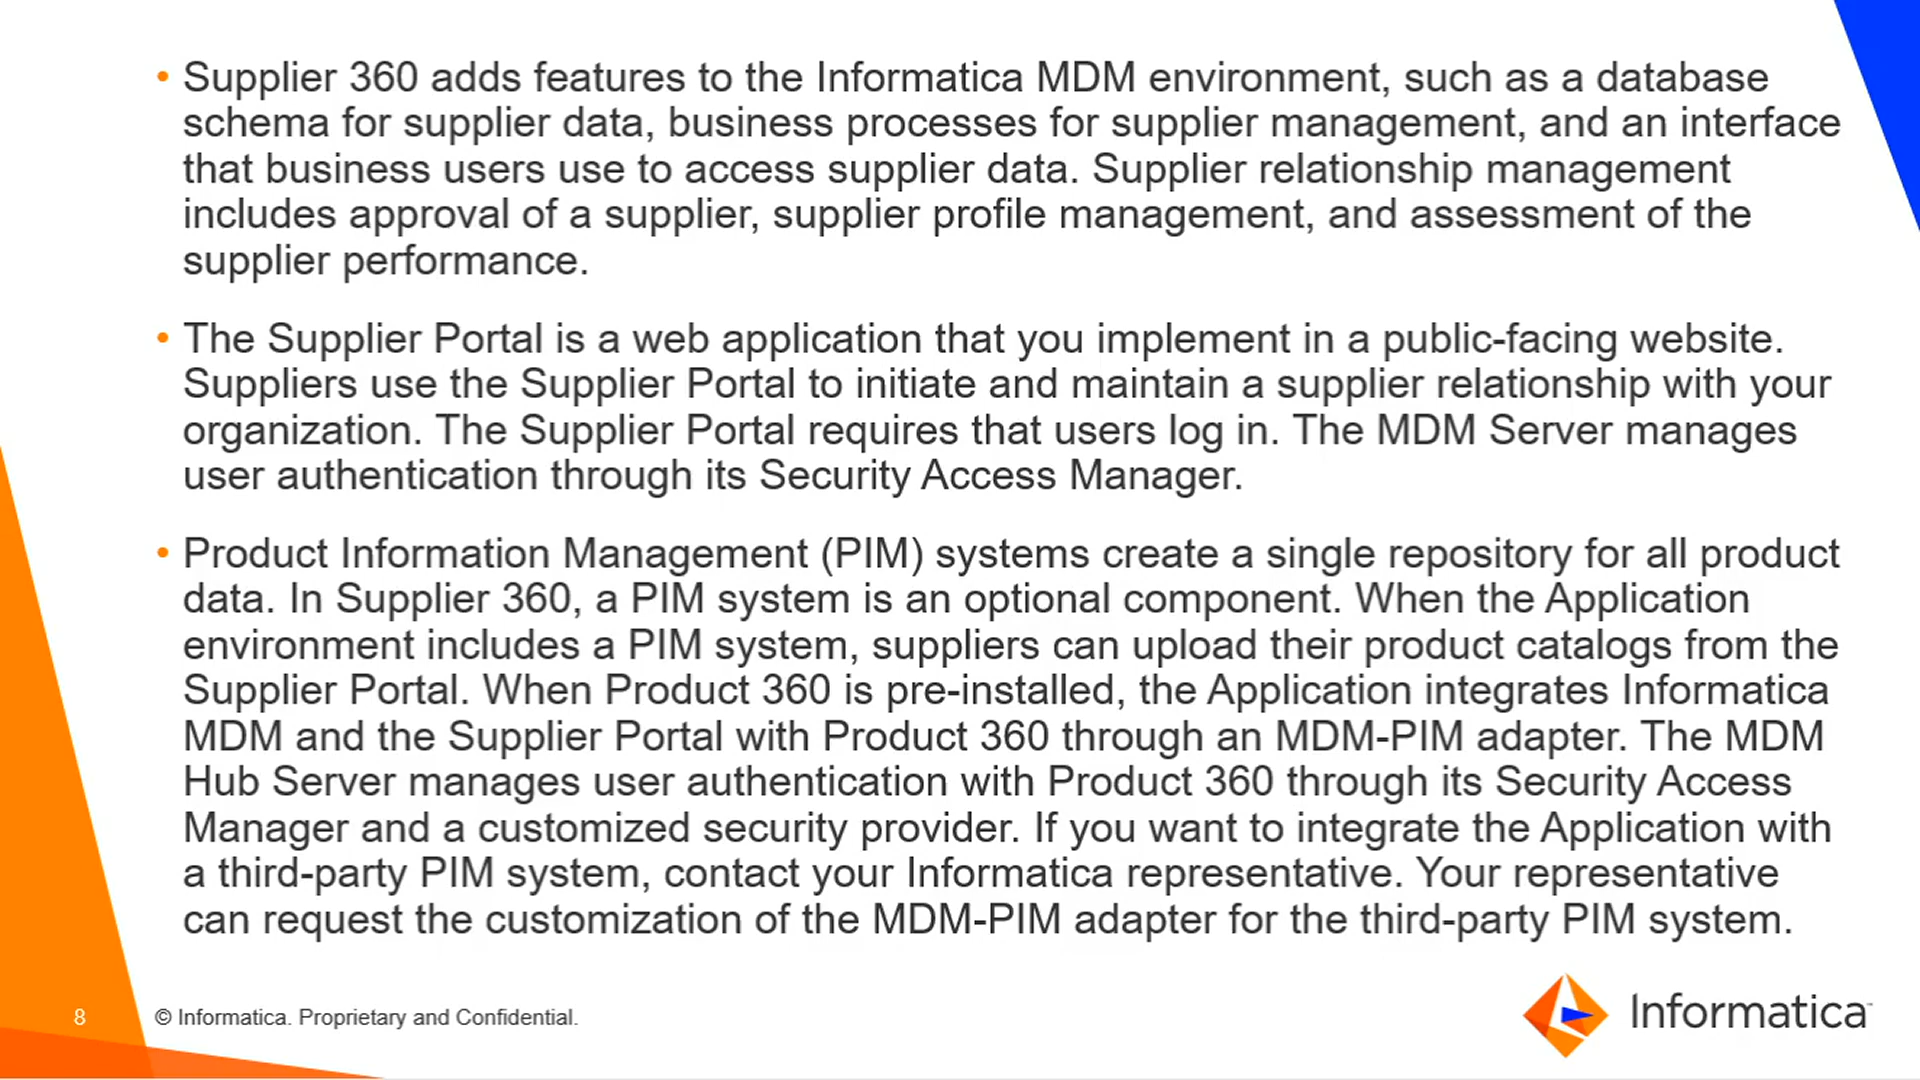 • Supplier 360 adds features to the Informatica MDM environment, such as a database
schema for supplier data, business processes for supplier management, and an interface
that business users use to access supplier data. Supplier relationship management
includes approval of a supplier, supplier profile management, and assessment of the
supplier performance.
• The Supplier Portal is a web application that you implement in a public-facing website.
Suppliers use the Supplier Portal to initiate and maintain a supplier relationship with your
organization. The Supplier Portal requires that users log in. The MDM Server manages
user authentication through its Security Access Manager.
• Product Information Management (PIM) systems create a single repository for all product
data. In Supplier 360, a PIM system is an optional component. When the Application
environment includes a PIM system, suppliers can upload their product catalogs from the
Supplier Portal. When Product 360 is pre-installed, the Application integrates Informatica
MDM and the Supplier Portal with Product 360 through an MDM-PIM adapter. The MDM
Hub Server manages user authentication with Product 360 through its Security Access
Manager and a customized security provider. If you want to integrate the Application with
a third-party PIM system, contact your Informatica representative. Your representative
can request the customization of the MDM-PIM adapter for the third-party PIM system.
8
© Informatica. Proprietary and Confidential.
Informatica™